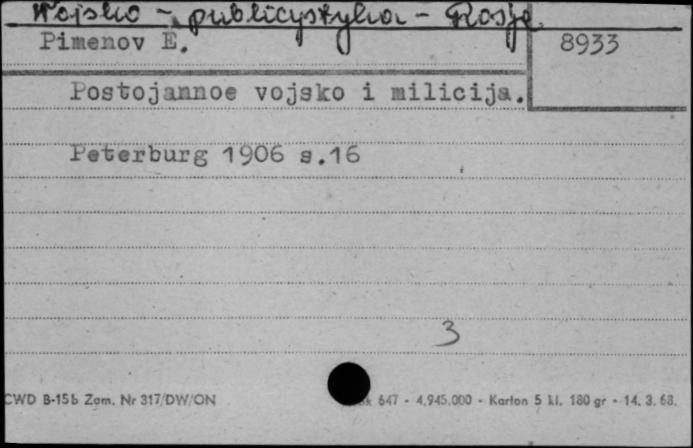 Wojsko - publicystyka - Rosja
Pimenov E.
8933
Postojannoe vojsko i milicija.
Peterburg 1906 s.16
3
CWD B-15b Zam. Nr 317/DW/ON
647 - 4.945.000 - Karton 5 kl. 180 gr - 14. 3. 68.